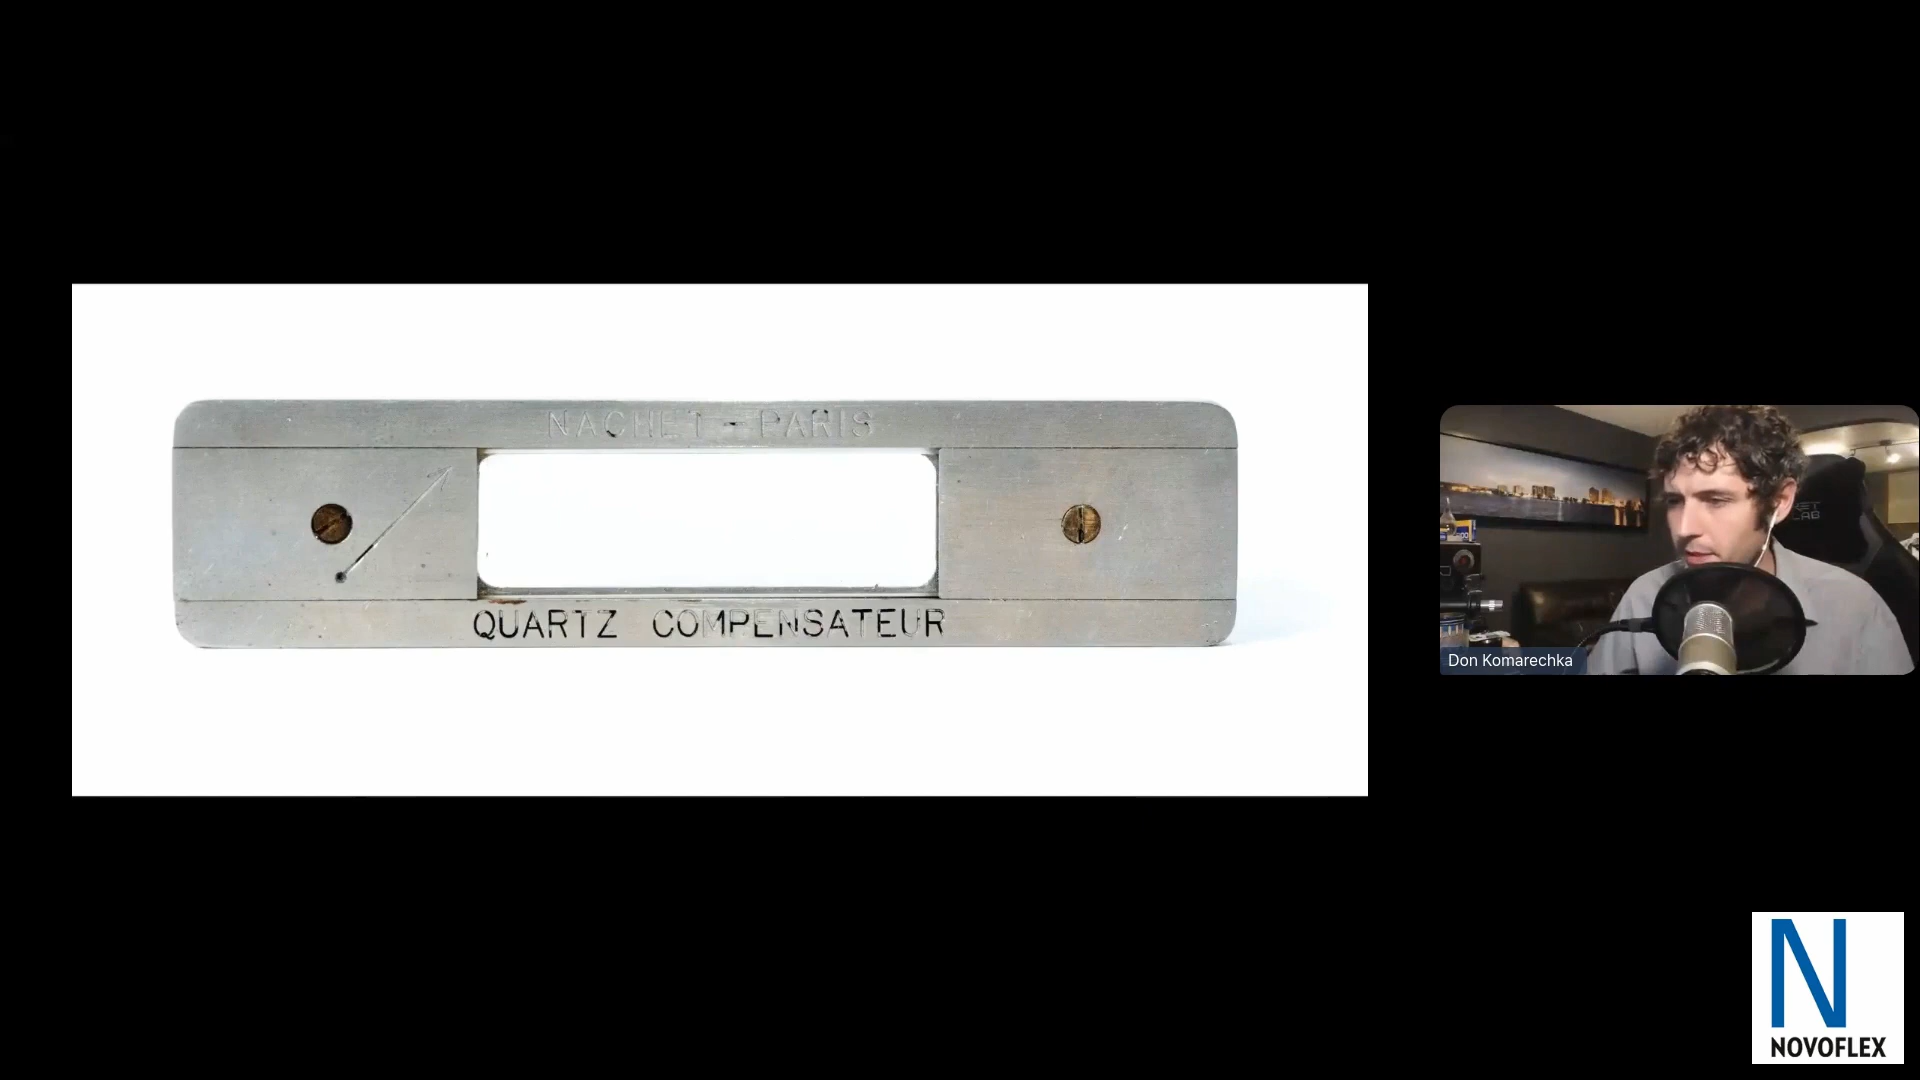 NACHET - PARIS
QUARTZ COMPENSATEUR
Don Komarechka
N
NOVOFLEX